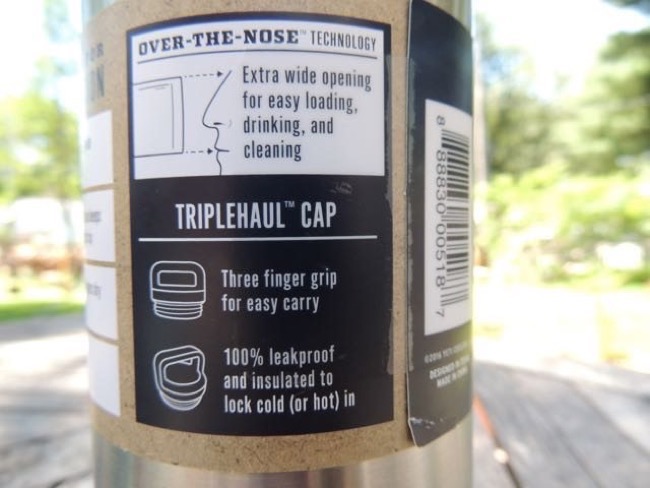 OVER-THE-NOSE™ TECHNOLOGY
Extra wide opening
for easy loading,
drinking, and
cleaning
TRIPLEHAUL™ CAP
Three finger grip
for easy carry
100% leakproof
and insulated to
lock cold (or hot) in
8 88830 00518 7